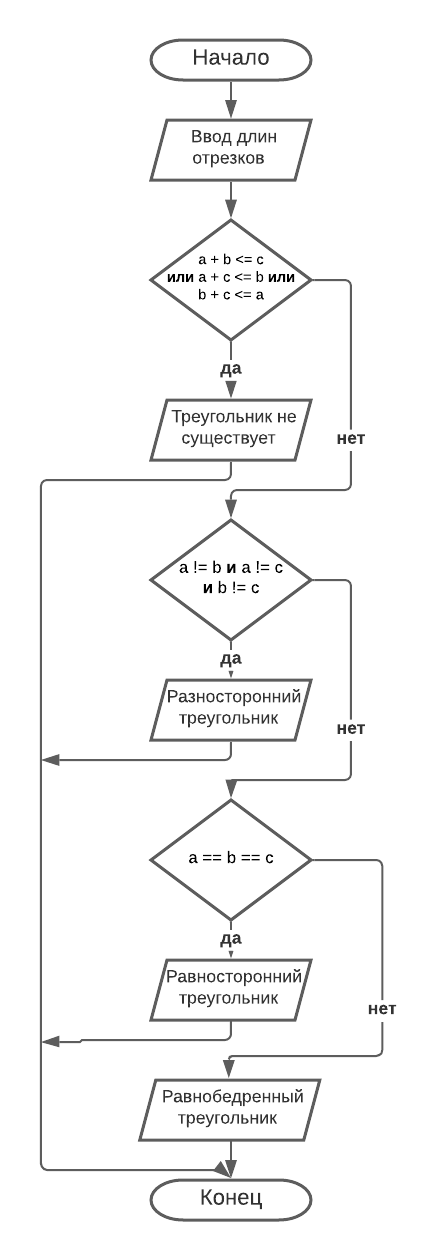 Начало
Ввод длин
отрезков
a + b <= c
или a + c <= b или
b + c <= a
да
Треугольник не
существует
нет
a != b и a != c
и b != c
да
Разносторонний
треугольник
нет
a == b == c
да
Равносторонний
треугольник
нет
Равнобедренный
треугольник
Конец